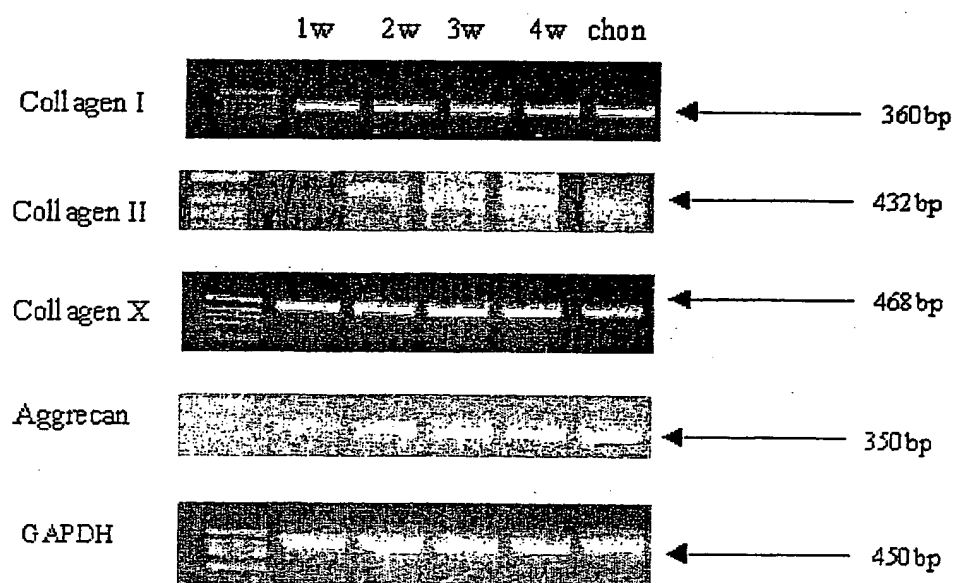 1w 2w 3w 4w chon
Collagen I 360bp
Collagen II 432bp
Collagen X 468bp
Aggrecan 350bp
GAPDH 450bp